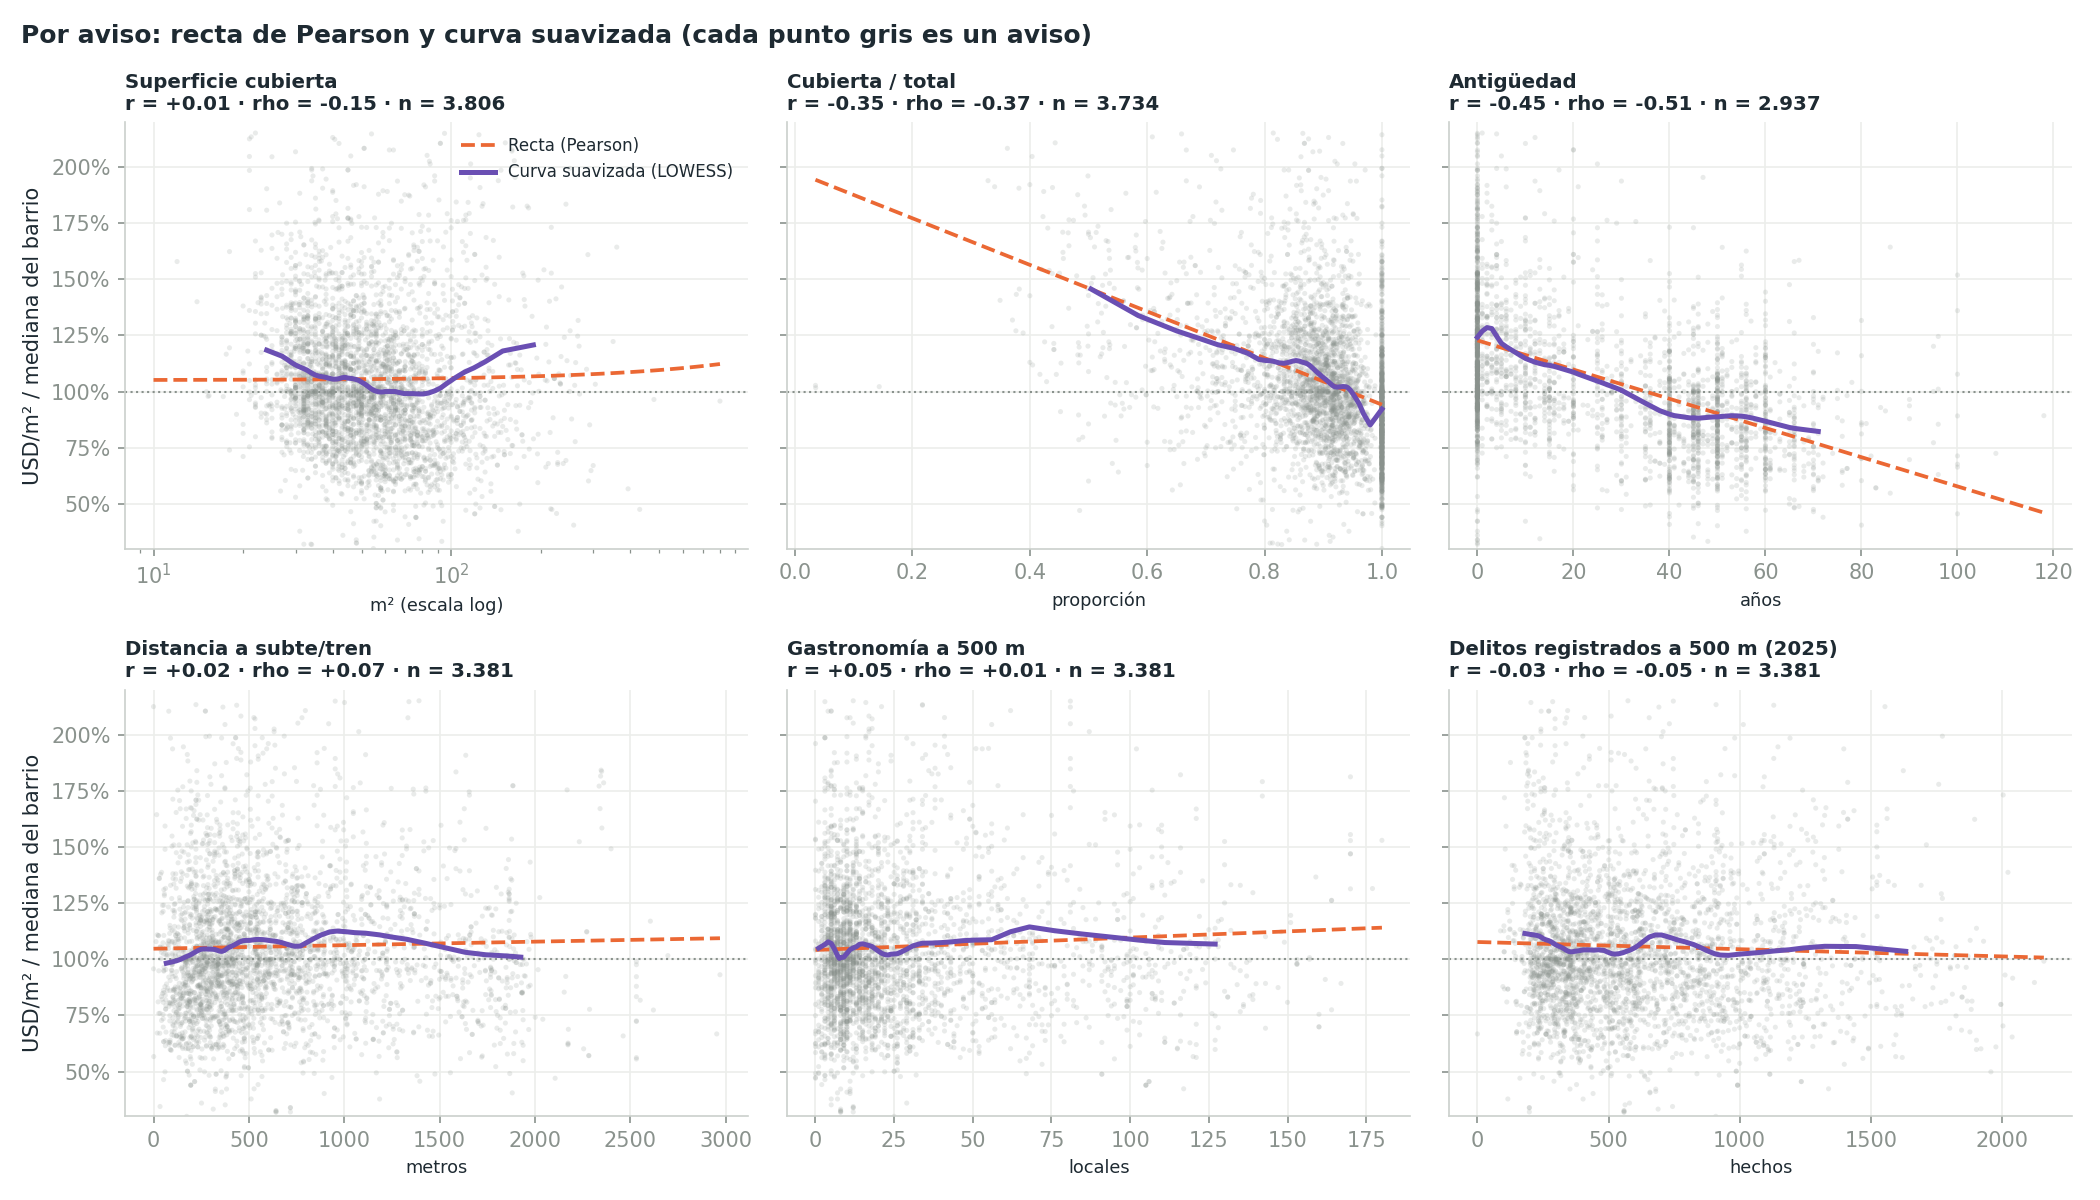 Por aviso: recta de Pearson y curva suavizada (cada punto gris es un aviso)
Superficie cubierta
r = +0.01 · rho = -0.15 · n = 3.806
Recta (Pearson)
Curva suavizada (LOWESS)
USD/m² / mediana del barrio
200%
175%
150%
125%
100%
75%
50%
10¹
10²
m² (escala log)
Cubierta / total
r = -0.35 · rho = -0.37 · n = 3.734
0.0
0.2
0.4
0.6
0.8
1.0
proporción
Antigüedad
r = -0.45 · rho = -0.51 · n = 2.937
0
20
40
60
80
100
120
años
Distancia a subte/tren
r = +0.02 · rho = +0.07 · n = 3.381
USD/m² / mediana del barrio
200%
175%
150%
125%
100%
75%
50%
0
500
1000
1500
2000
2500
3000
metros
Gastronomía a 500 m
r = +0.05 · rho = +0.01 · n = 3.381
0
25
50
75
100
125
150
175
locales
Delitos registrados a 500 m (2025)
r = -0.03 · rho = -0.05 · n = 3.381
0
500
1000
1500
2000
hechos